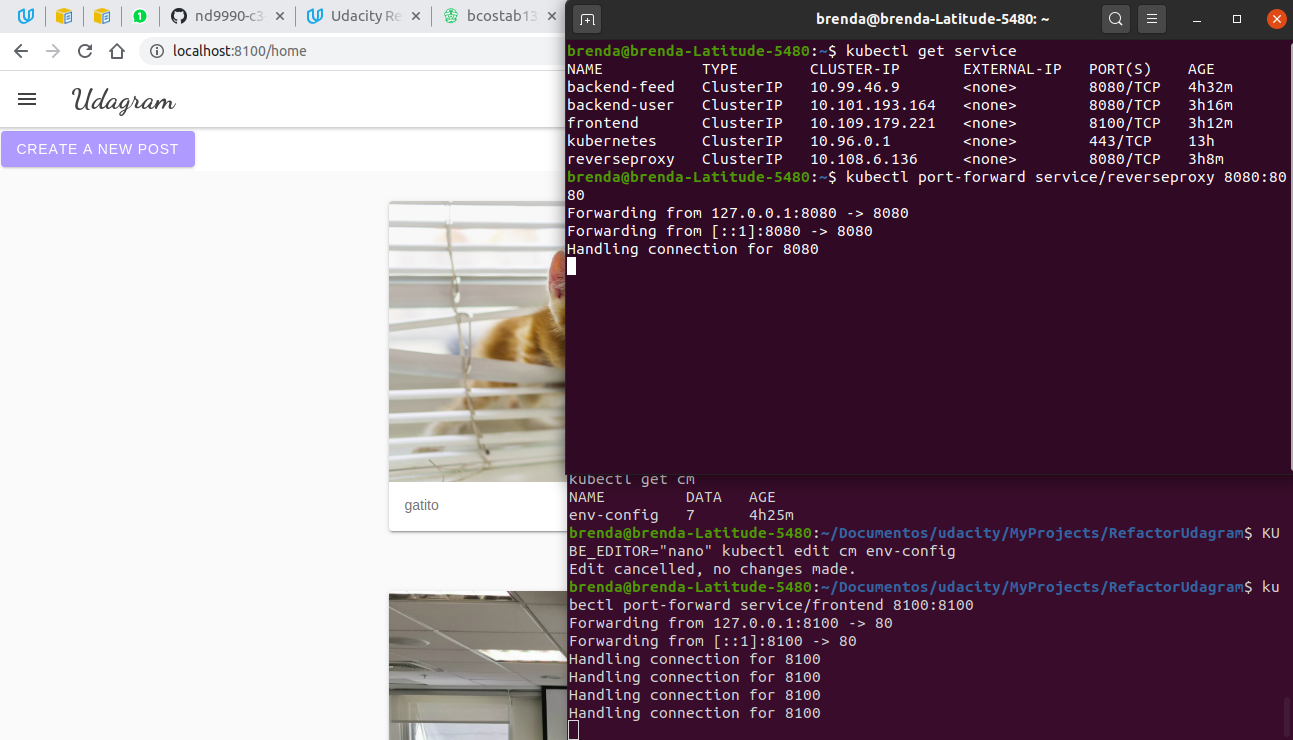 1
nd9990-c3
Udacity Re
bcostab13
localhost:8100/home
Udagram
CREATE A NEW POST
gatito
brenda@brenda-Latitude-5480: ~
brenda@brenda-Latitude-5480:~$ kubectl get service
NAME TYPE CLUSTER-IP EXTERNAL-IP PORT(S) AGE
backend-feed ClusterIP 10.99.46.9 <none> 8080/TCP 4h32m
backend-user ClusterIP 10.101.193.164 <none> 8080/TCP 3h16m
frontend ClusterIP 10.109.179.221 <none> 8100/TCP 3h12m
kubernetes ClusterIP 10.96.0.1 <none> 443/TCP 13h
reverseproxy ClusterIP 10.108.6.136 <none> 8080/TCP 3h8m
brenda@brenda-Latitude-5480:~$ kubectl port-forward service/reverseproxy 8080:80
80
Forwarding from 127.0.0.1:8080 -> 8080
Forwarding from [::1]:8080 -> 8080
Handling connection for 8080
kubectl get cm
NAME DATA AGE
env-config 7 4h25m
brenda@brenda-Latitude-5480:~/Documentos/udacity/MyProjects/RefactorUdagram$ KU
BE_EDITOR="nano" kubectl edit cm env-config
Edit cancelled, no changes made.
brenda@brenda-Latitude-5480:~/Documentos/udacity/MyProjects/RefactorUdagram$ ku
bectl port-forward service/frontend 8100:8100
Forwarding from 127.0.0.1:8100 -> 80
Forwarding from [::1]:8100 -> 80
Handling connection for 8100
Handling connection for 8100
Handling connection for 8100
Handling connection for 8100